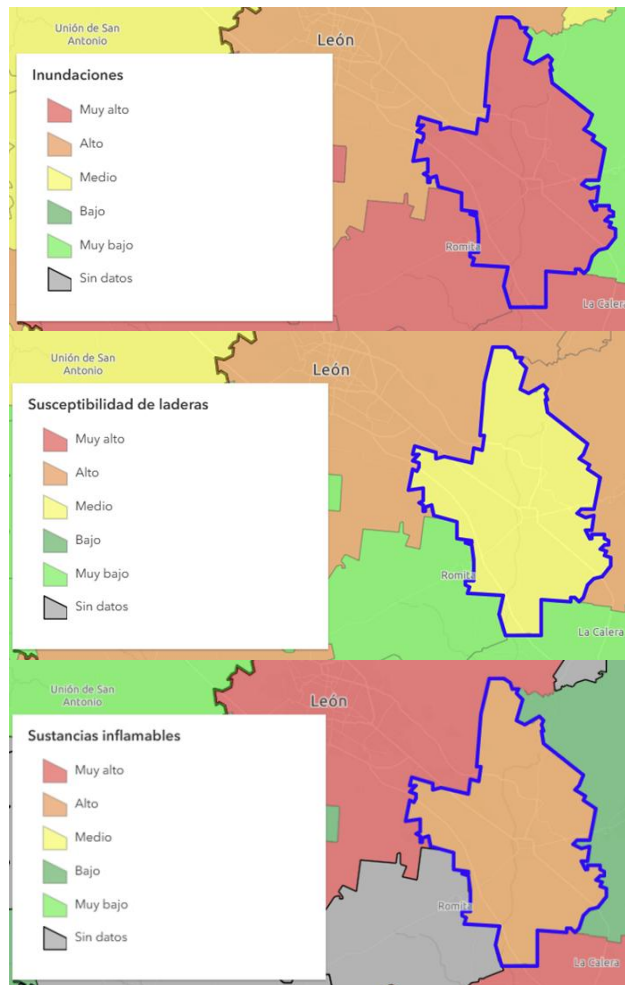 Unión de San
Antonio
León
Inundaciones
Muy alto
Alto
Medio
Bajo
Muy bajo
Sin datos
Romita
La Calera
Unión de San
Antonio
León
Susceptibilidad de laderas
Muy alto
Alto
Medio
Bajo
Muy bajo
Sin datos
Romita
La Calera
Unión de San
Antonio
León
Sustancias inflamables
Muy alto
Alto
Medio
Bajo
Muy bajo
Sin datos
Romita
La Calera